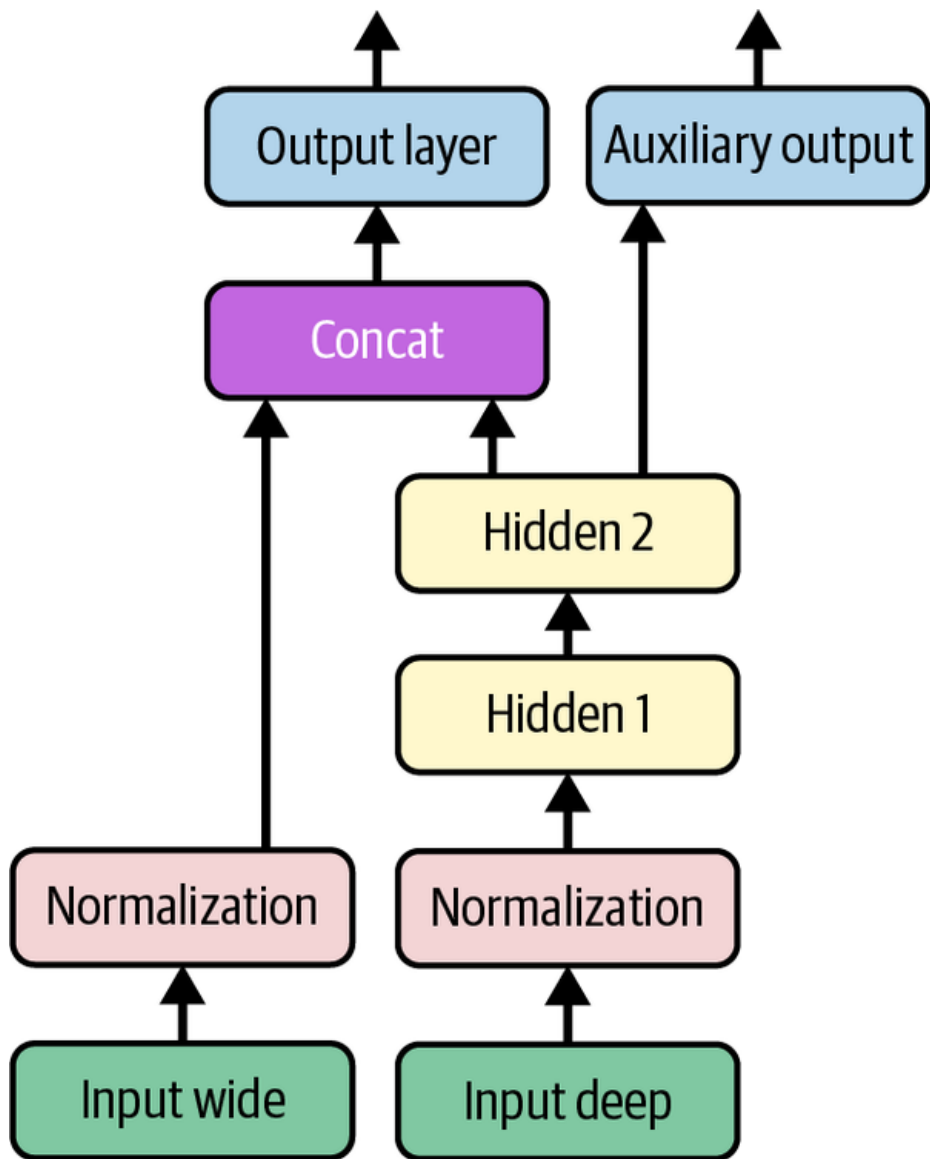 Output layer
Auxiliary output
Concat
Hidden 2
Hidden 1
Normalization
Normalization
Input wide
Input deep